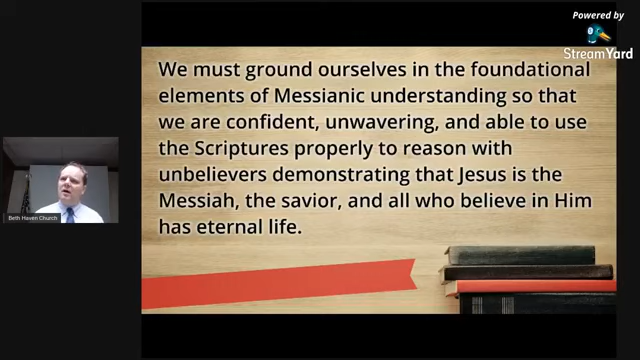 Powered by
StreamYard
We must ground ourselves in the foundational
elements of Messianic understanding so that
we are confident, unwavering, and able to use
the Scriptures properly to reason with
unbelievers demonstrating that Jesus is the
Messiah, the savior, and all who believe in Him
has eternal life.
Beth Haven Church